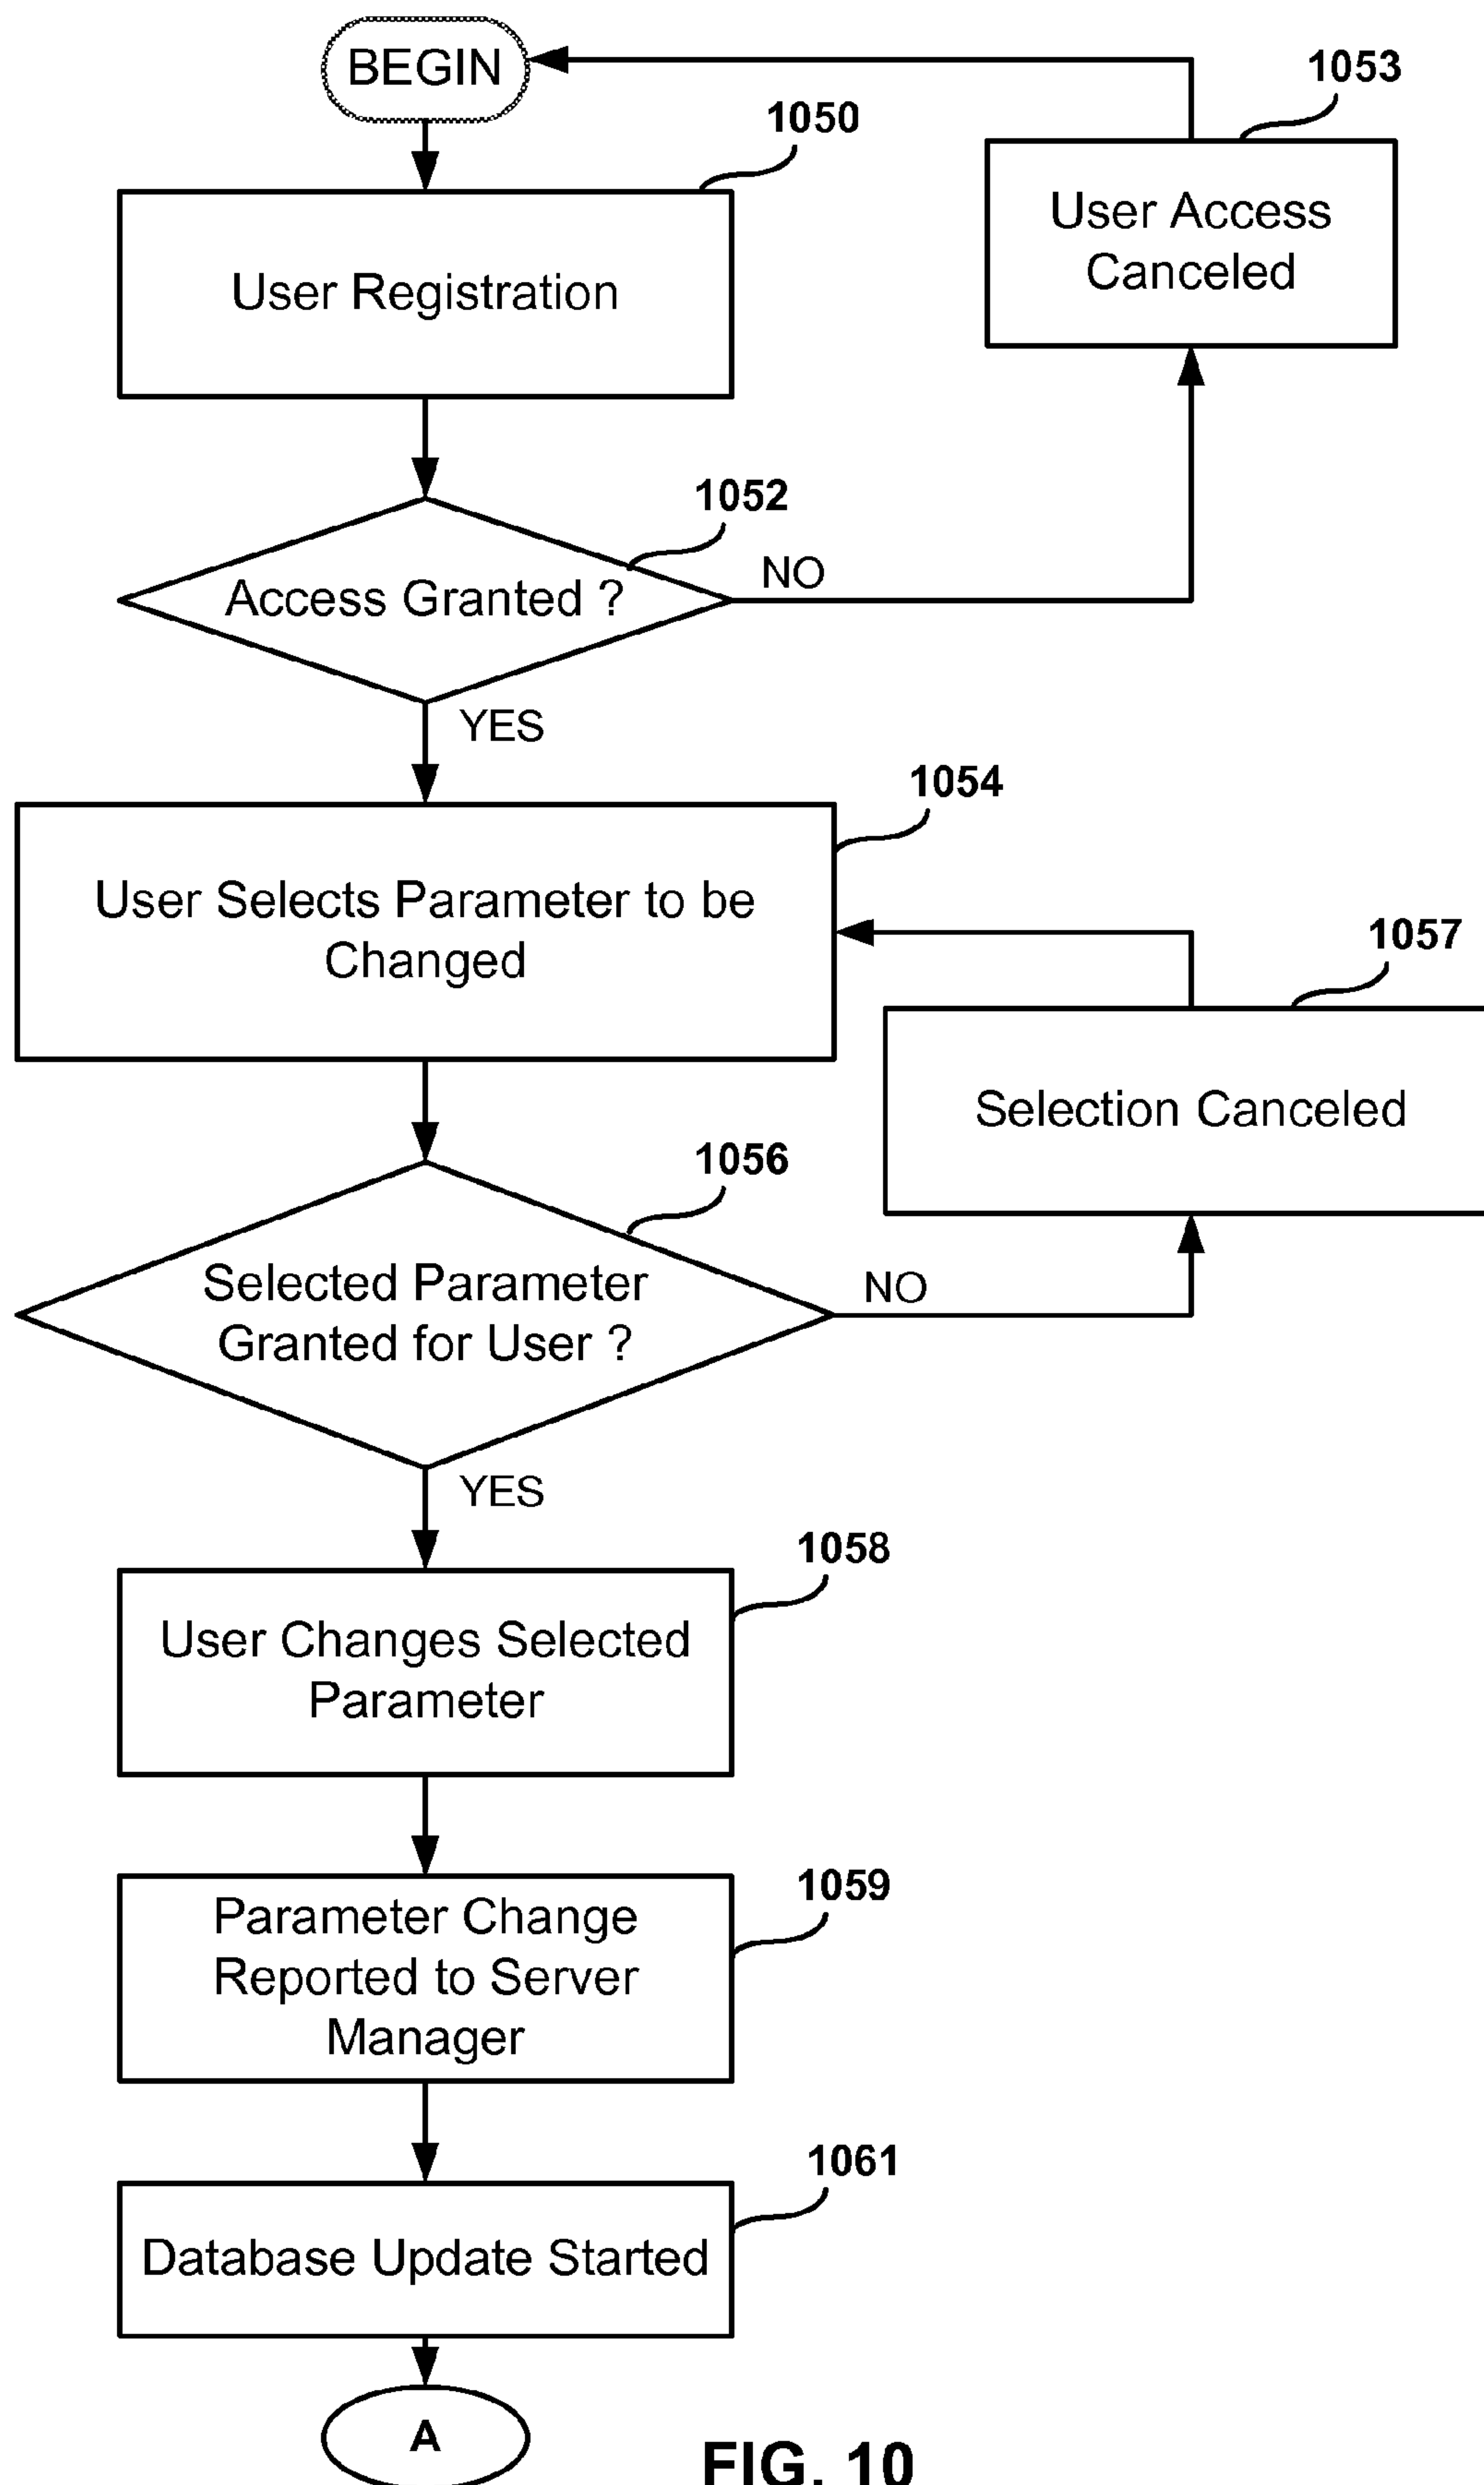 BEGIN
1053
1050
User Access
Canceled
User Registration
1052
Access Granted ?
NO
YES
1054
User Selects Parameter to be
Changed
1057
Selection Canceled
1056
Selected Parameter
Granted for User ?
NO
YES
1058
User Changes Selected
Parameter
1059
Parameter Change
Reported to Server
Manager
1061
Database Update Started
A
FIG. 10